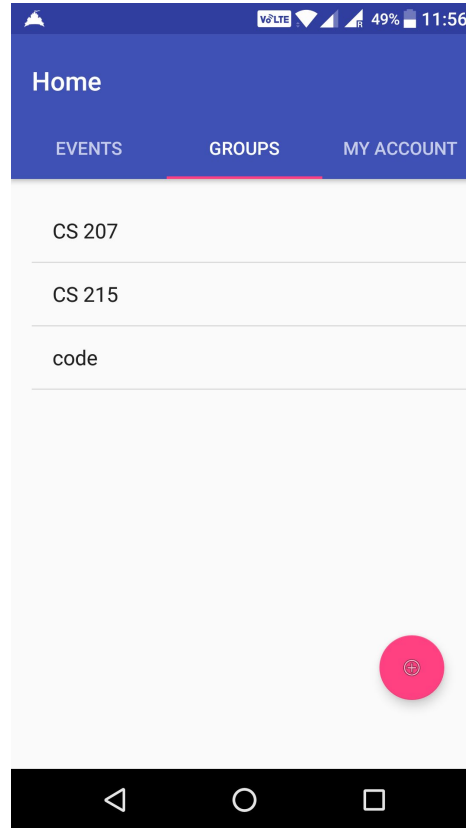 VoLTE R 49% 11:56
Home
EVENTS GROUPS MY ACCOUNT
CS 207
CS 215
code